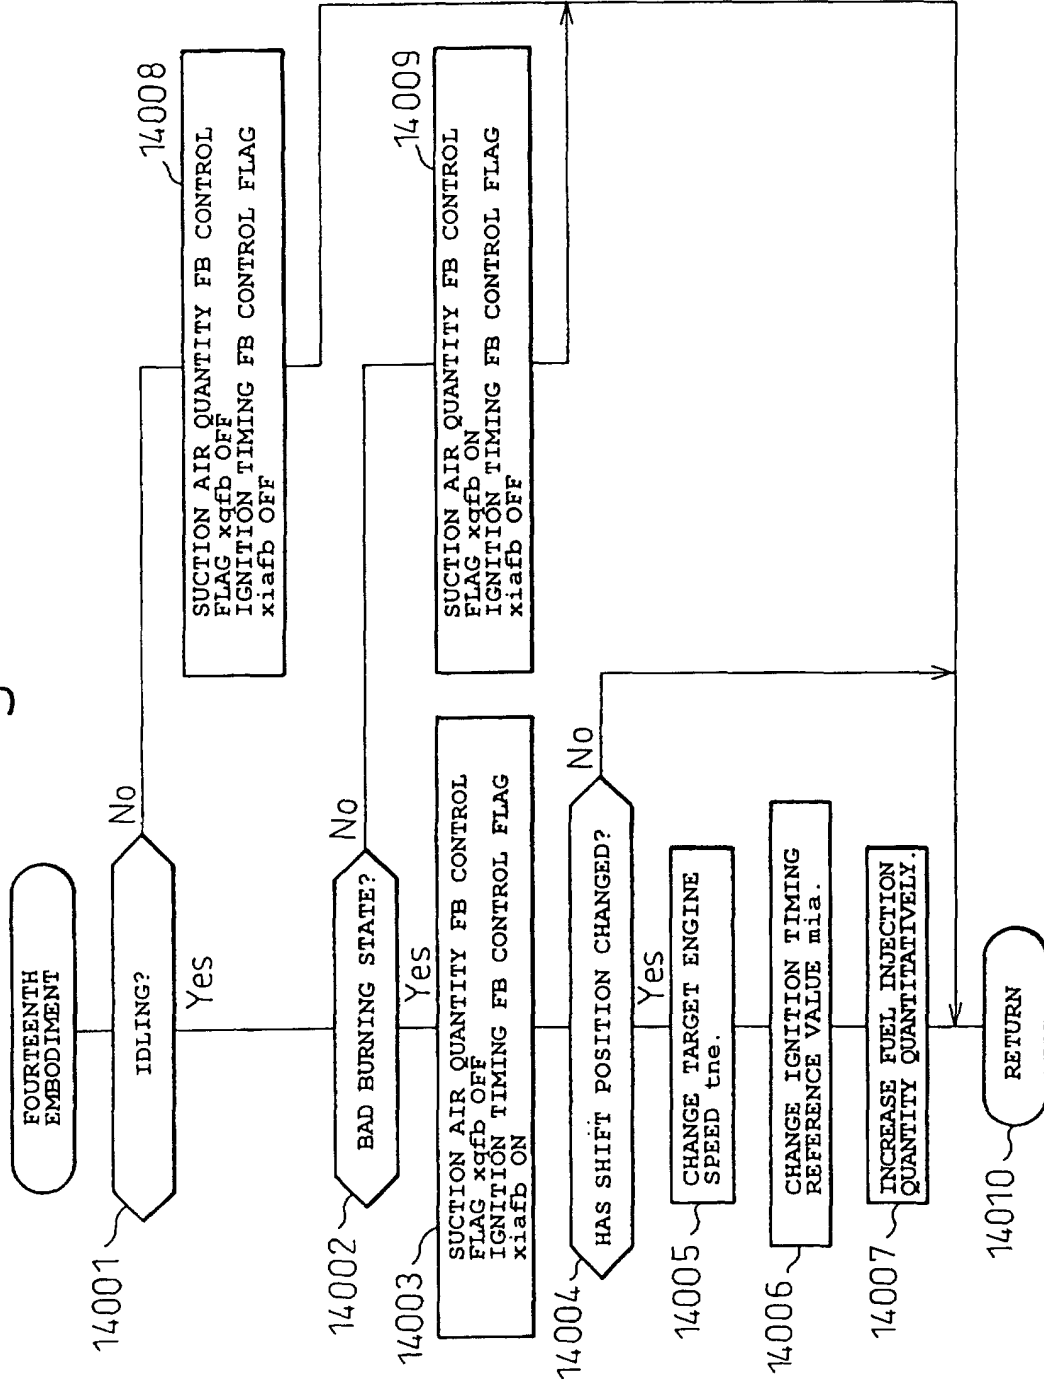 FOURTEENTH
EMBODIMENT
14001
IDLING?
No
Yes
14008
SUCTION AIR QUANTITY FB CONTROL
FLAG xqfb OFF
IGNITION TIMING FB CONTROL FLAG
xiafb OFF
14002
BAD BURNING STATE?
No
Yes
14009
SUCTION AIR QUANTITY FB CONTROL
FLAG xqfb ON
IGNITION TIMING FB CONTROL FLAG
xiafb OFF
14003
SUCTION AIR QUANTITY FB CONTROL
FLAG xqfb OFF
IGNITION TIMING FB CONTROL FLAG
xiafb ON
14004
HAS SHIFT POSITION CHANGED?
No
Yes
14005
CHANGE TARGET ENGINE
SPEED tne.
14006
CHANGE IGNITION TIMING
REFERENCE VALUE mia.
14007
INCREASE FUEL INJECTION
QUANTITY QUANTITATIVELY.
14010
RETURN